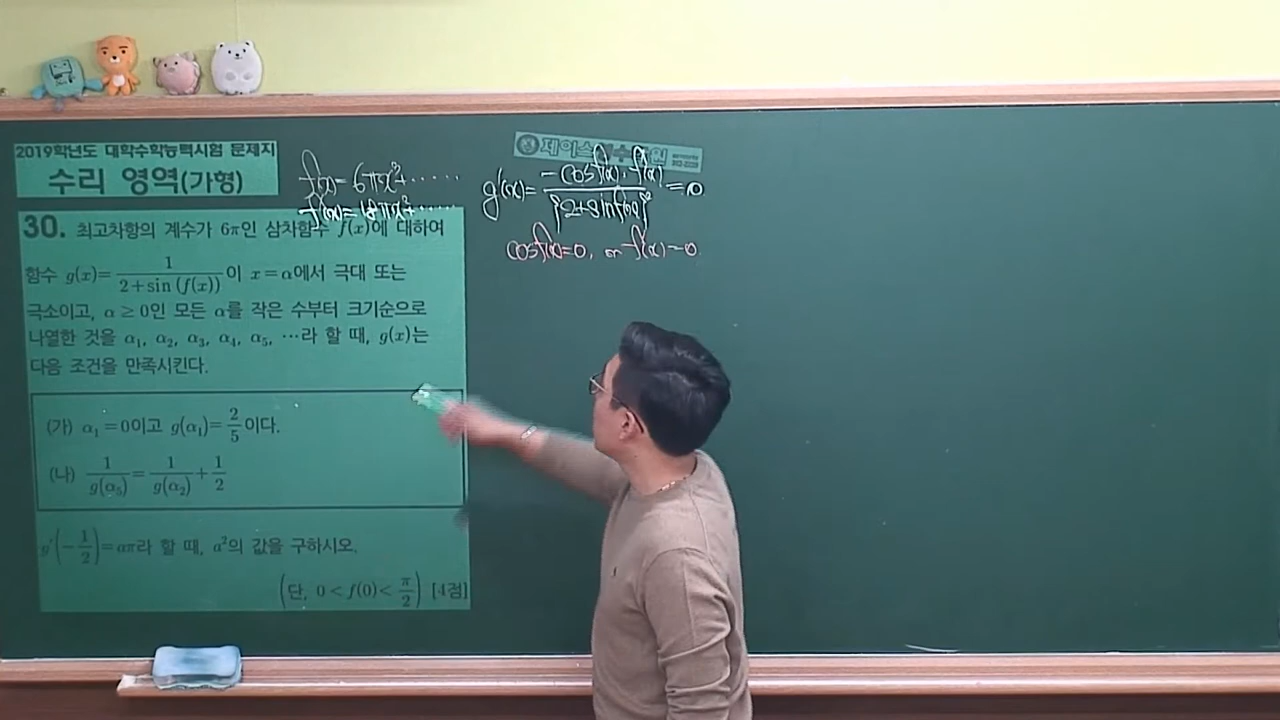 2019학년도 대학수학능력시험 문제지
수리 영역(가형)
30. 최고차항의 계수가 6π인 삼차함수 f(x)에 대하여
함수 g(x)= 1/(2+sin (f(x))) 이 x=α에서 극대 또는
극소이고, α≥0인 모든 α를 작은 수부터 크기순으로
나열한 것을 α₁, α₂, α₃, α₄, α₅, ⋯라 할 때, g(x)는
다음 조건을 만족시킨다.
(가) α₁=0이고 g(α₁)= 2/5 이다.
(나) 1/g(α₅) = 1/g(α₂) + 1/2
g′(−1/2)=aπ라 할 때, a²의 값을 구하시오.
(단, 0<f(0)<π/2) [4점]
f(x)=6πx³+······
f′(x)=18πx²+······
g′(x)= −cosf(x)·f′(x)/{2+sinf(x)}² =0
cosf(x)=0, or f′(x)=0.